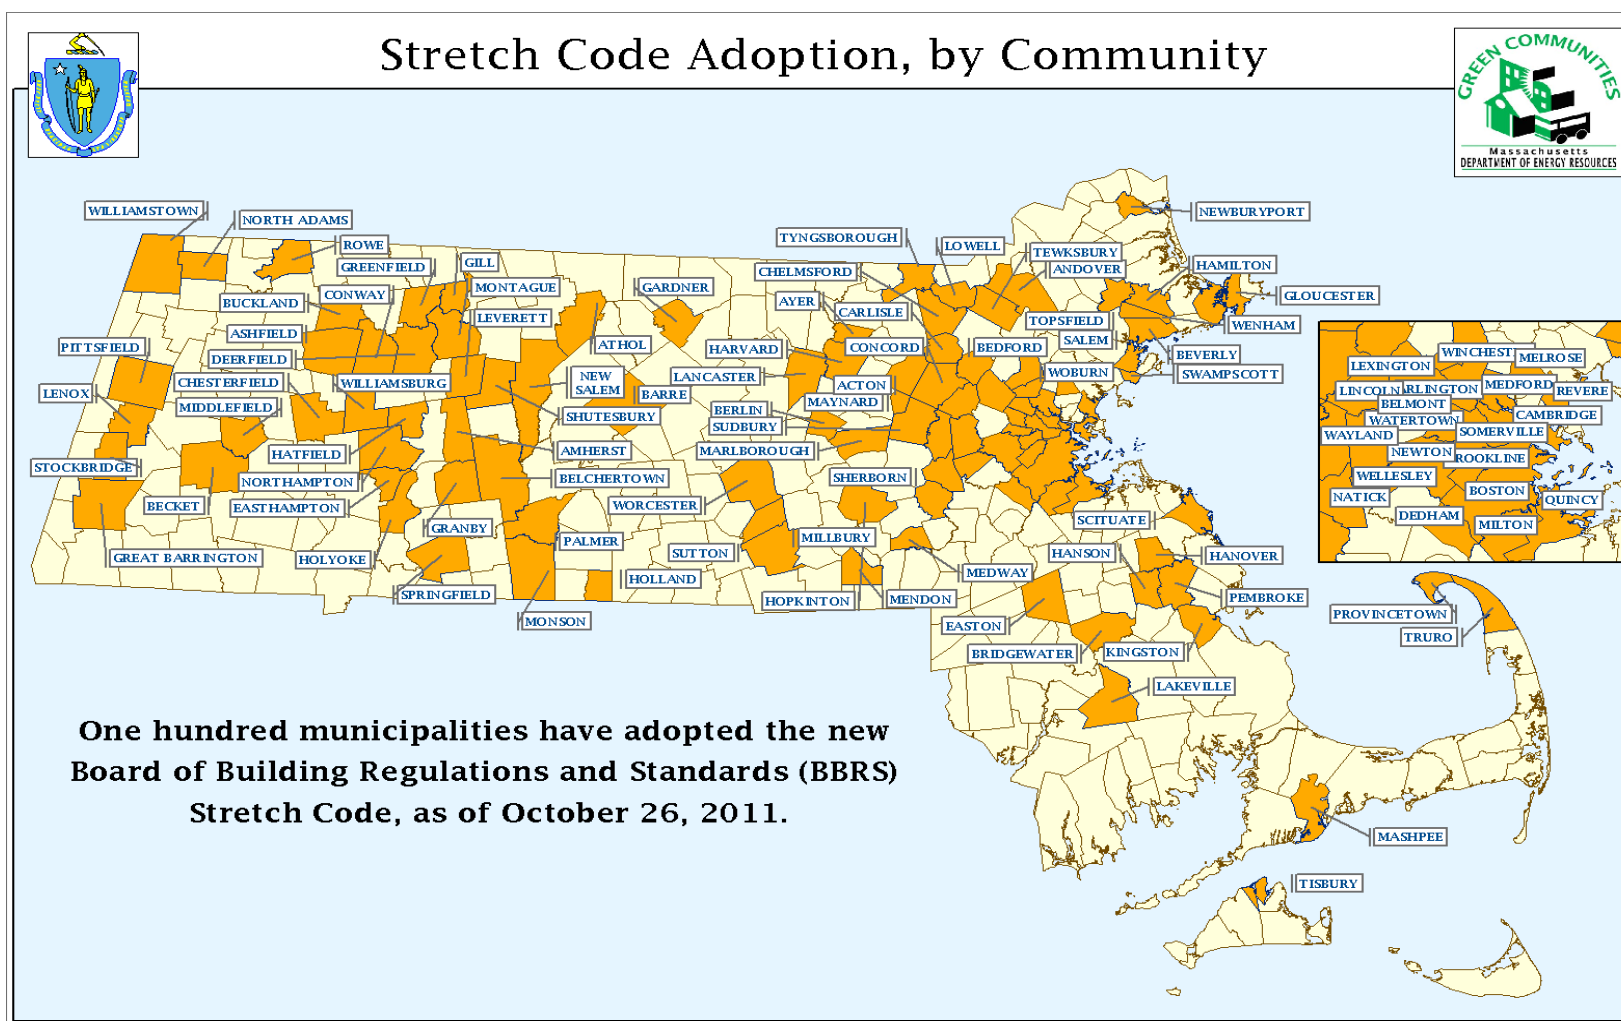 Stretch Code Adoption, by Community
GREEN COMMUNITIES
Massachusetts
DEPARTMENT OF ENERGY RESOURCES
WILLIAMSTOWN
NORTH ADAMS
ROWE
GREENFIELD
GILL
CONWAY
MONTAGUE
BUCKLAND
LEVERETT
ASHFIELD
DEERFIELD
PITTSFIELD
CHESTERFIELD
WILLIAMSBURG
LENOX
MIDDLEFIELD
STOCKBRIDGE
HATFIELD
NORTHAMPTON
BECKET
EASTHAMPTON
GREAT BARRINGTON
HOLYOKE
GRANBY
SPRINGFIELD
MONSON
GARDNER
ATHOL
NEW
SALEM
BARRE
SHUTESBURY
AMHERST
BELCHERTOWN
PALMER
HOLLAND
WORCESTER
SUTTON
MILLBURY
HOPKINTON
MENDON
MEDWAY
TYNGSBOROUGH
LOWELL
TEWKSBURY
ANDOVER
CHELMSFORD
AYER
CARLISLE
HARVARD
CONCORD
BEDFORD
LANCASTER
ACTON
MAYNARD
BERLIN
SUDBURY
MARLBOROUGH
SHERBORN
NEWBURYPORT
HAMILTON
GLOUCESTER
TOPSFIELD
WENHAM
SALEM
BEVERLY
WOBURN
SWAMPSCOTT
SCITUATE
HANSON
HANOVER
PEMBROKE
EASTON
BRIDGEWATER
KINGSTON
LAKEVILLE
WINCHEST
MELROSE
LEXINGTON
LINCOLN
ARLINGTON
MEDFORD
REVERE
BELMONT
CAMBRIDGE
WATERTOWN
WAYLAND
SOMERVILLE
NEWTON
ROOKLINE
WELLESLEY
NATICK
BOSTON
QUINCY
DEDHAM
MILTON
PROVINCETOWN
TRURO
MASHPEE
TISBURY
One hundred municipalities have adopted the new
Board of Building Regulations and Standards (BBRS)
Stretch Code, as of October 26, 2011.